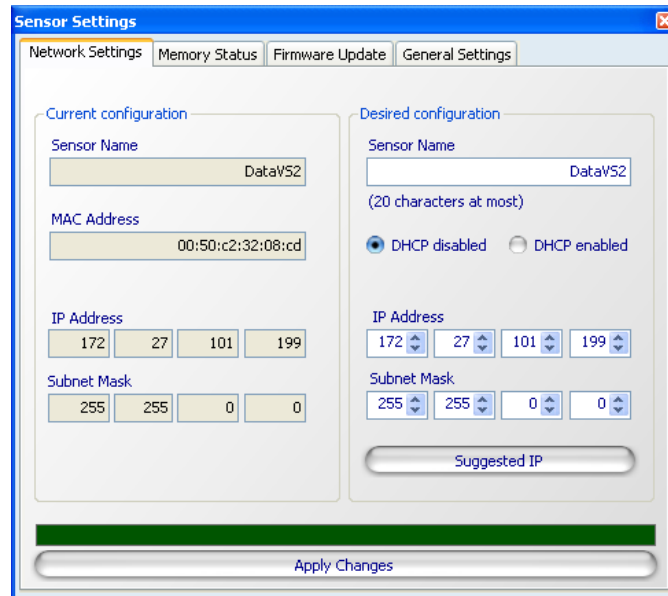 Sensor Settings
Network Settings Memory Status Firmware Update General Settings
Current configuration
Sensor Name
DataVS2
MAC Address
00:50:c2:32:08:cd
IP Address
172 27 101 199
Subnet Mask
255 255 0 0
Desired configuration
Sensor Name
DataVS2
(20 characters at most)
DHCP disabled DHCP enabled
IP Address
172 27 101 199
Subnet Mask
255 255 0 0
Suggested IP
Apply Changes